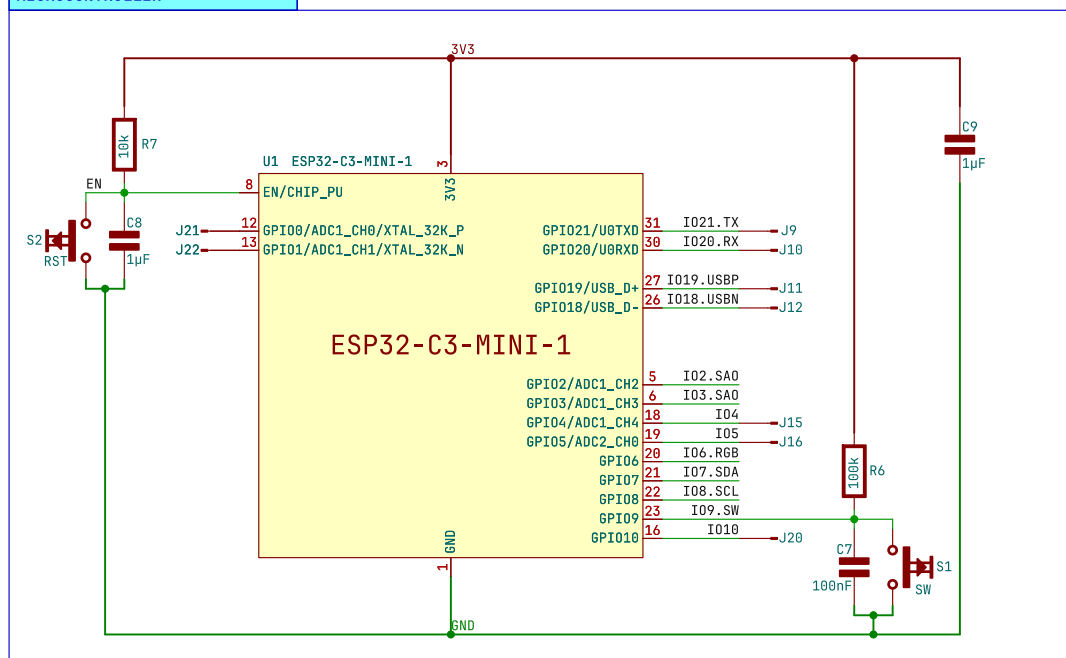 3V3
10k
R7
C9
1µF
U1 ESP32-C3-MINI-1
3
3V3
EN
8
EN/CHIP_PU
C8
1µF
S2
RST
J21
12
GPIO0/ADC1_CH0/XTAL_32K_P
J22
13
GPIO1/ADC1_CH1/XTAL_32K_N
GPIO21/U0TXD
31
IO21.TX
J9
GPIO20/U0RXD
30
IO20.RX
J10
GPIO19/USB_D+
27
IO19.USBP
J11
GPIO18/USB_D-
26
IO18.USBN
J12
ESP32-C3-MINI-1
GPIO2/ADC1_CH2
5
IO2.SAO
GPIO3/ADC1_CH3
6
IO3.SAO
GPIO4/ADC1_CH4
18
IO4
J15
GPIO5/ADC2_CH0
19
IO5
J16
GPIO6
20
IO6.RGB
GPIO7
21
IO7.SDA
GPIO8
22
IO8.SCL
GPIO9
23
IO9.SW
GPIO10
16
IO10
J20
100k
R6
C7
100nF
S1
SW
GND
1
GND